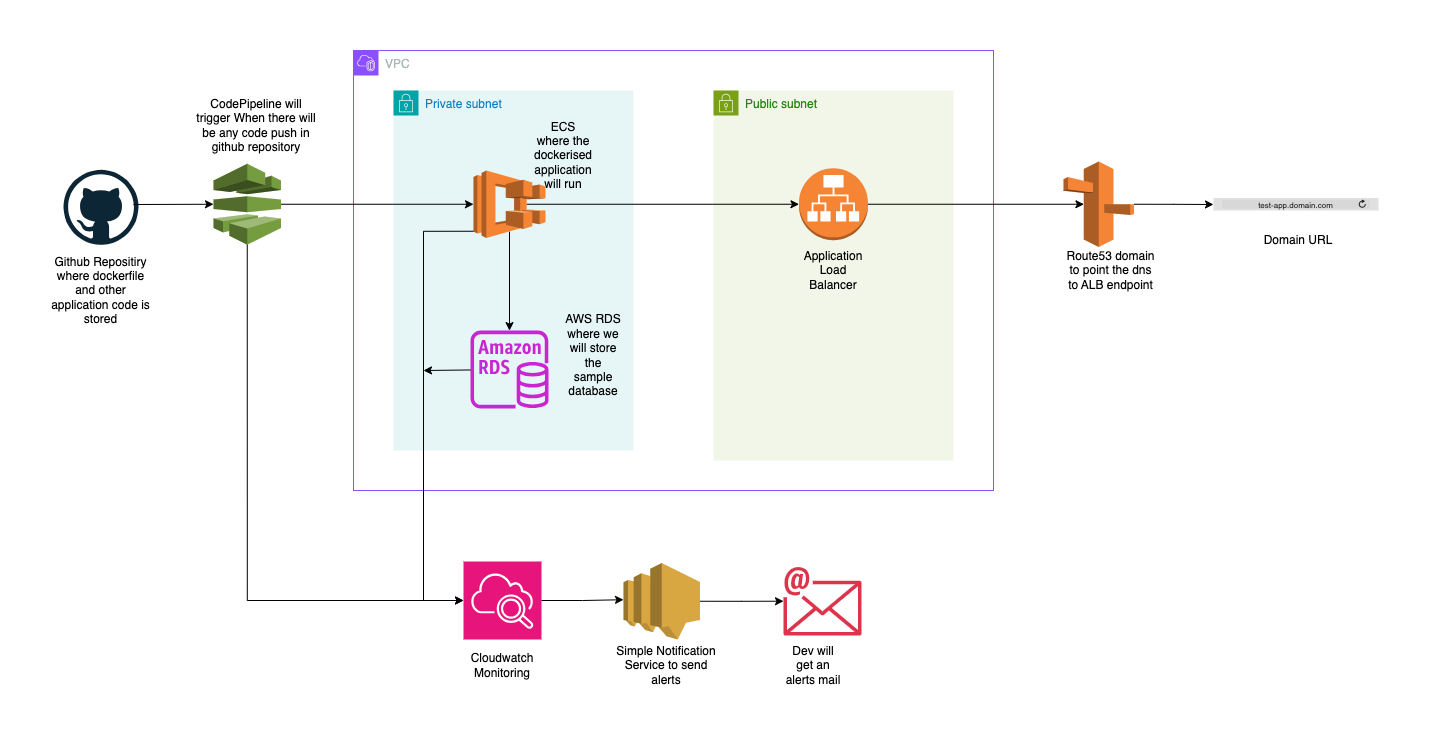 VPC
CodePipeline will
trigger When there will
be any code push in
github repository
Private subnet
Public subnet
ECS
where the
dockerised
application
will run
test-app.domain.com
Domain URL
Github Repositiry
where dockerfile
and other
application code is
stored
Application
Load
Balancer
Route53 domain
to point the dns
to ALB endpoint
AWS RDS
where we
will store
the
sample
database
Amazon
RDS
@
Cloudwatch
Monitoring
Simple Notification
Service to send
alerts
Dev will
get an
alerts mail